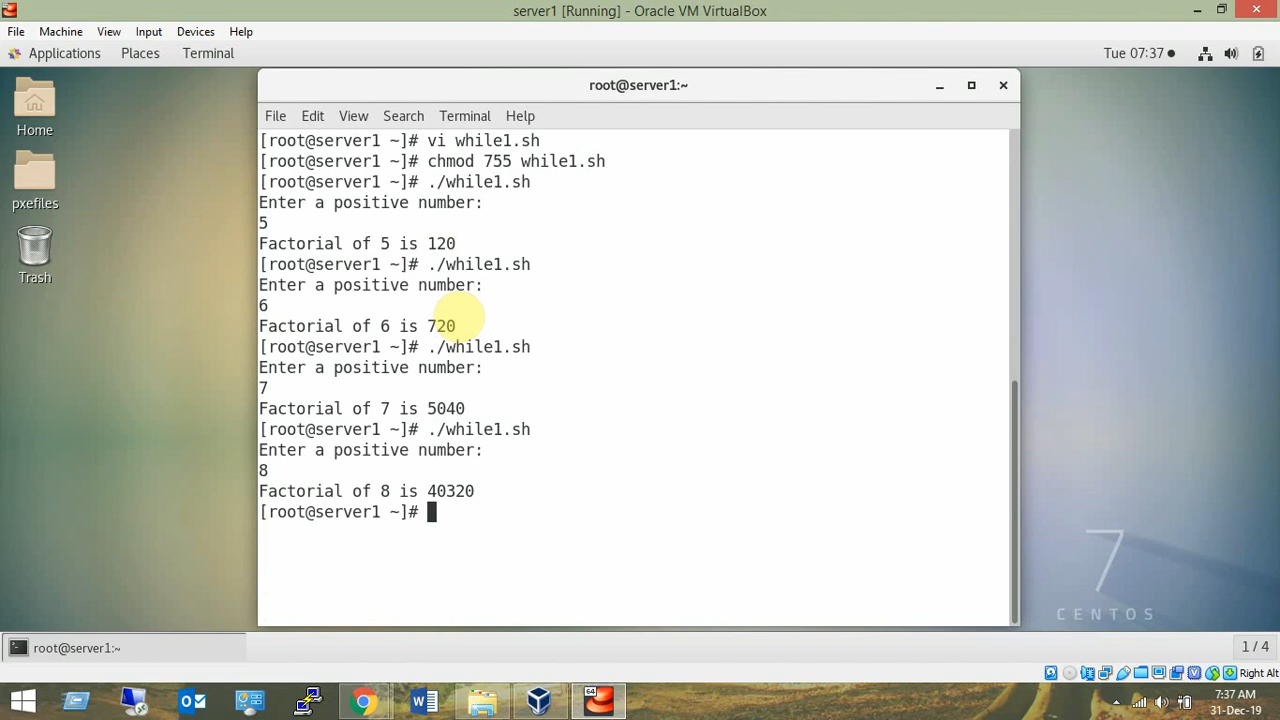 server1 [Running] - Oracle VM VirtualBox
File Machine View Input Devices Help
Applications Places Terminal Tue 07:37
root@server1:~
File Edit View Search Terminal Help
Home
pxefiles
Trash
[root@server1 ~]# vi while1.sh
[root@server1 ~]# chmod 755 while1.sh
[root@server1 ~]# ./while1.sh
Enter a positive number:
5
Factorial of 5 is 120
[root@server1 ~]# ./while1.sh
Enter a positive number:
6
Factorial of 6 is 720
[root@server1 ~]# ./while1.sh
Enter a positive number:
7
Factorial of 7 is 5040
[root@server1 ~]# ./while1.sh
Enter a positive number:
8
Factorial of 8 is 40320
[root@server1 ~]#
7
CENTOS
root@server1:~ 1 / 4
Right Alt
64
7:37 AM
31-Dec-19